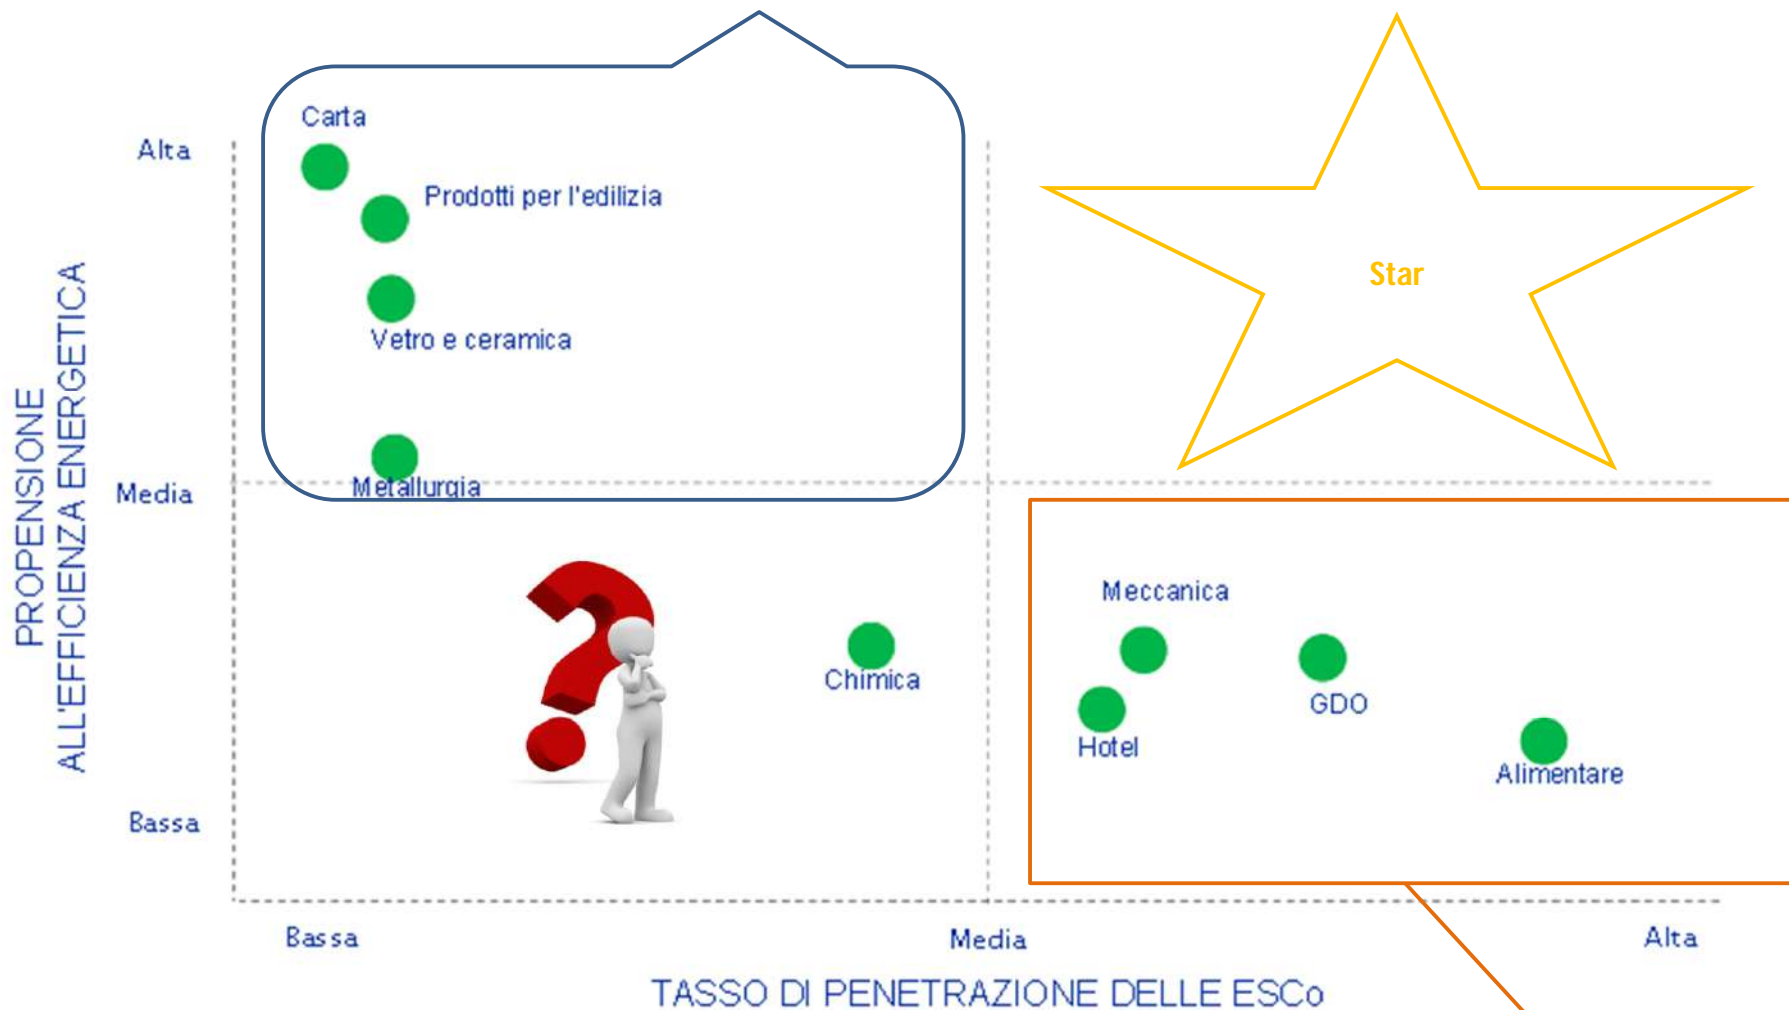 Carta
Alta
Prodotti per l'edilizia
Star
Vetro e ceramica
PROPENSIONE
ALL'EFFICIENZA ENERGETICA
Metallurgia
Media
Meccanica
Chimica
GDO
Hotel
Alimentare
Bassa
Bassa
Media
Alta
TASSO DI PENETRAZIONE DELLE ESCo